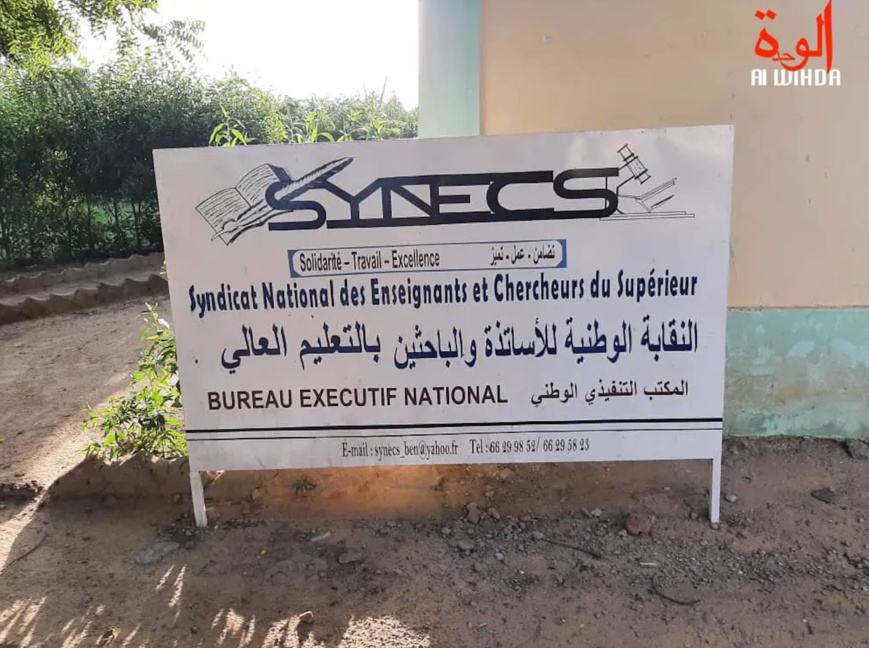 الوحدة
Al WIHDA
SYNECS
Solidarité – Travail – Excellence تضامن - عمل - تميز
Syndicat National des Enseignants et Chercheurs du Supérieur
النقابة الوطنية للأساتذة والباحثين بالتعليم العالي
BUREAU EXECUTIF NATIONAL المكتب التنفيذي الوطني
E-mail : synècs_ben@yahoo.fr Tel : 66 29 98 52/ 66 29 58 23